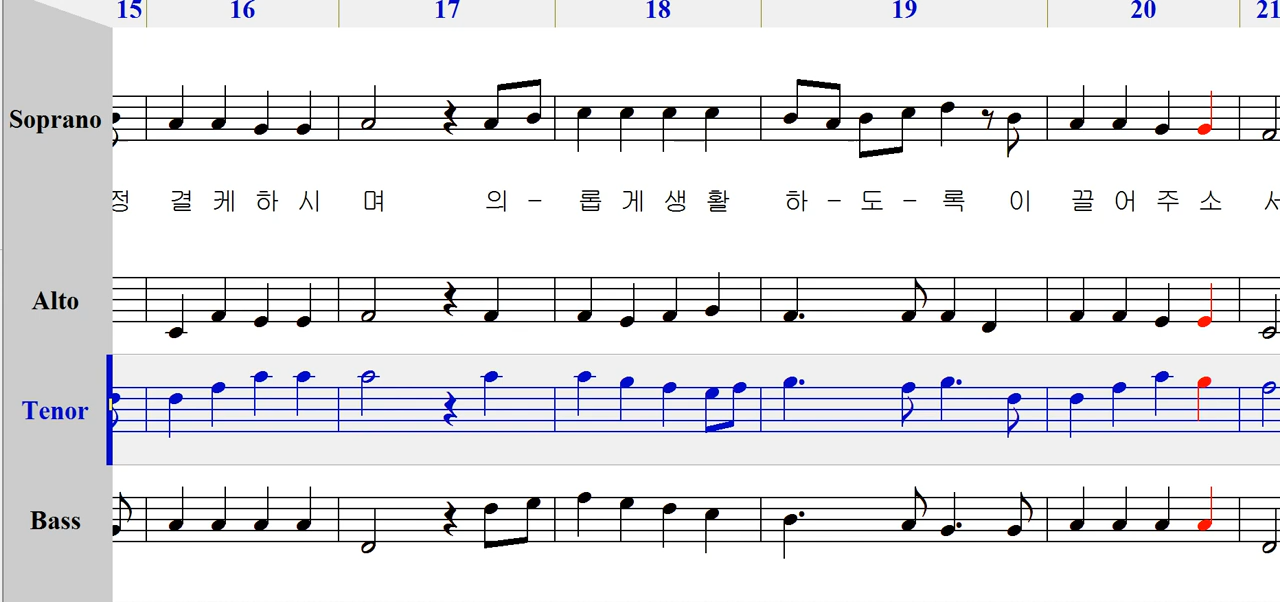 15 16 17 18 19 20 21
Soprano
정 결 케 하 시 며 의 - 롭 게 생 활 하 - 도 - 록 이 끌 어 주 소
Alto
Tenor
Bass